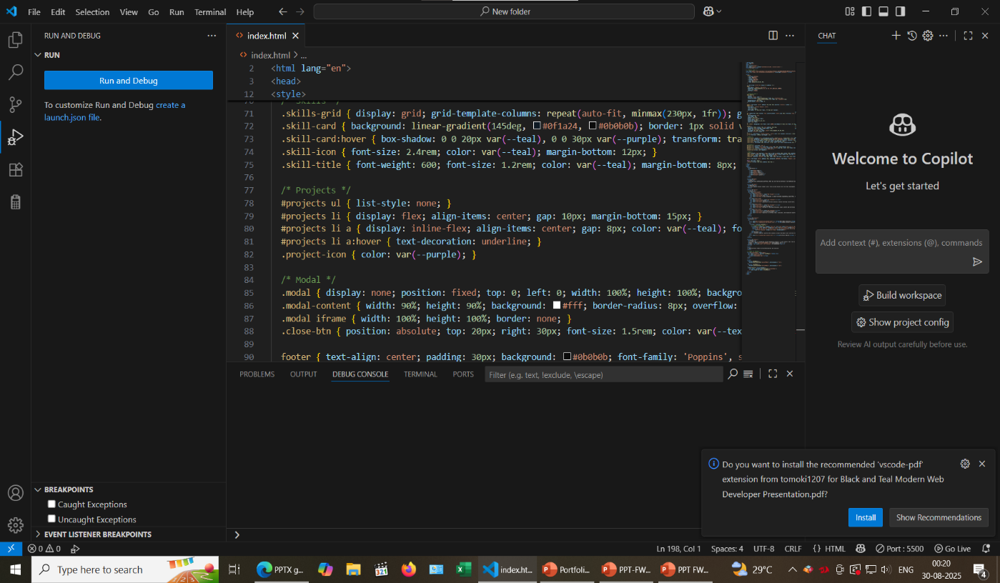 File Edit Selection View Go Run Terminal Help
New folder
RUN AND DEBUG
RUN
Run and Debug
To customize Run and Debug create a
launch.json file.
BREAKPOINTS
Caught Exceptions
Uncaught Exceptions
EVENT LISTENER BREAKPOINTS
index.html
index.html > ...
2 <html lang="en">
3 <head>
12 <style>
71 .skills-grid { display: grid; grid-template-columns: repeat(auto-fit, minmax(230px, 1fr)); g
72 .skill-card { background: linear-gradient(145deg, #0f1a24, #0b0b0b); border: 1px solid v
73 .skill-card:hover { box-shadow: 0 0 20px var(--teal), 0 0 30px var(--purple); transform: tra
74 .skill-icon { font-size: 2.4rem; color: var(--teal); margin-bottom: 12px; }
75 .skill-title { font-weight: 600; font-size: 1.2rem; color: var(--teal); margin-bottom: 8px;
76
77 /* Projects */
78 #projects ul { list-style: none; }
79 #projects li { display: flex; align-items: center; gap: 10px; margin-bottom: 15px; }
80 #projects li a { display: inline-flex; align-items: center; gap: 8px; color: var(--teal); fo
81 #projects li a:hover { text-decoration: underline; }
82 .project-icon { color: var(--purple); }
83
84 /* Modal */
85 .modal { display: none; position: fixed; top: 0; left: 0; width: 100%; height: 100%; backgro
86 .modal-content { width: 90%; height: 90%; background: #fff; border-radius: 8px; overflow:
87 .modal iframe { width: 100%; height: 100%; border: none; }
88 .close-btn { position: absolute; top: 20px; right: 30px; font-size: 1.5rem; color: var(--tex
89
90 footer { text-align: center; padding: 30px; background: #0b0b0b; font-family: 'Poppins', s
PROBLEMS OUTPUT DEBUG CONSOLE TERMINAL PORTS Filter (e.g. text, !exclude, \escape)
CHAT
Welcome to Copilot
Let's get started
Add context (#), extensions (@), commands
Build workspace
Show project config
Review AI output carefully before use.
Do you want to install the recommended 'vscode-pdf'
extension from tomoki1207 for Black and Teal Modern Web
Developer Presentation.pdf?
Install Show Recommendations
0 0 Ln 198, Col 1 Spaces: 4 UTF-8 CRLF {} HTML Port : 5500 Go Live
Type here to search PPTX g... 321 index.ht... Portfoli... PPT-FW... PPT FW... 29°C ENG 00:20
30-08-2025 4